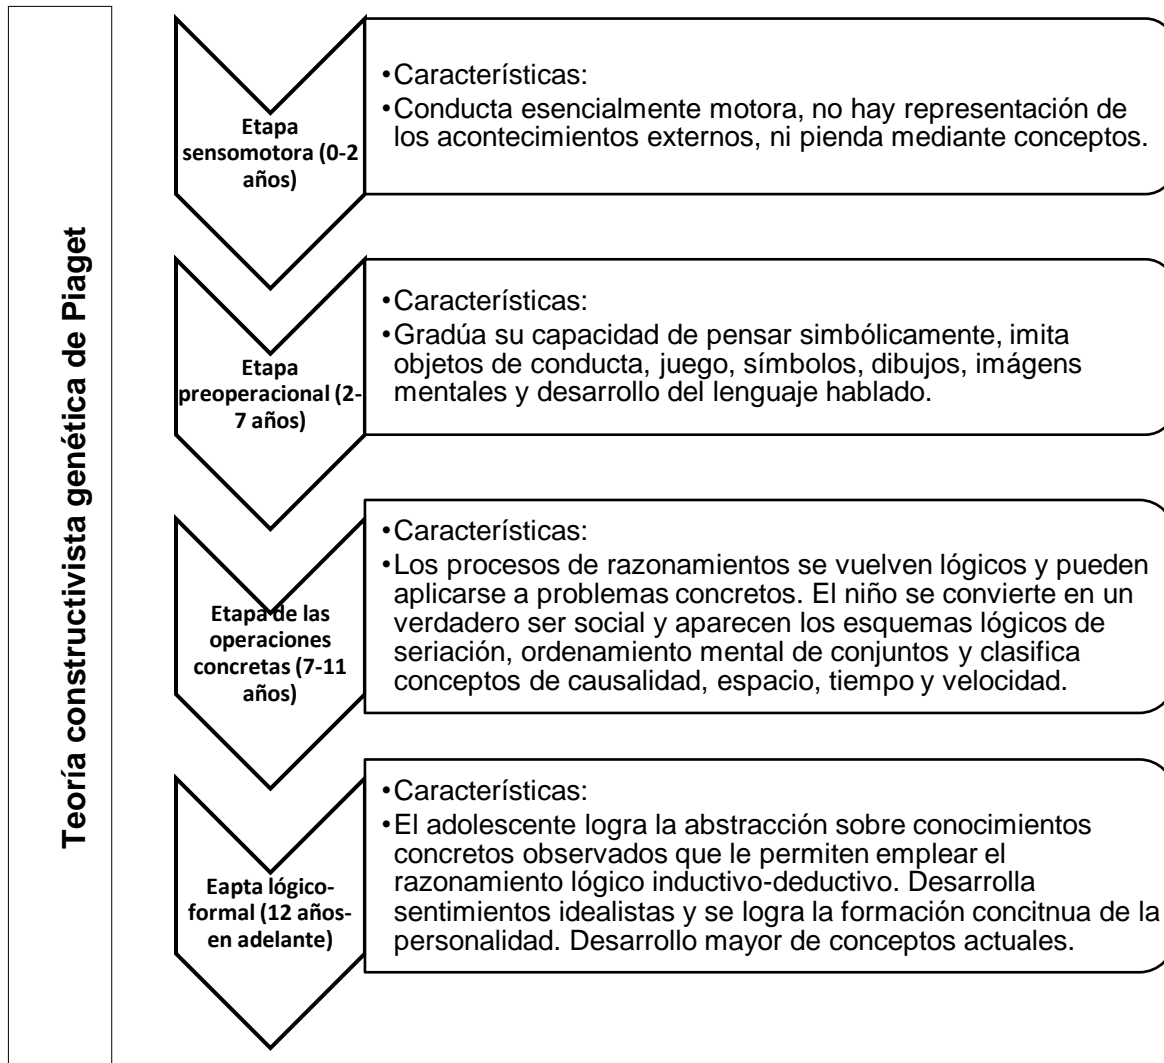 Teoría constructivista genética de Piaget
Etapa
sensomotora (0-2
años)
•Características:
•Conducta esencialmente motora, no hay representación de
los acontecimientos externos, ni pienda mediante conceptos.
Etapa
preoperacional (2-
7 años)
•Características:
•Gradúa su capacidad de pensar simbólicamente, imita
objetos de conducta, juego, símbolos, dibujos, imágens
mentales y desarrollo del lenguaje hablado.
Etapa de las
operaciones
concretas (7-11
años)
•Características:
•Los procesos de razonamientos se vuelven lógicos y pueden
aplicarse a problemas concretos. El niño se convierte en un
verdadero ser social y aparecen los esquemas lógicos de
seriación, ordenamiento mental de conjuntos y clasifica
conceptos de causalidad, espacio, tiempo y velocidad.
Eapta lógico-
formal (12 años-
en adelante)
•Características:
•El adolescente logra la abstracción sobre conocimientos
concretos observados que le permiten emplear el
razonamiento lógico inductivo-deductivo. Desarrolla
sentimientos idealistas y se logra la formación concitnua de la
personalidad. Desarrollo mayor de conceptos actuales.